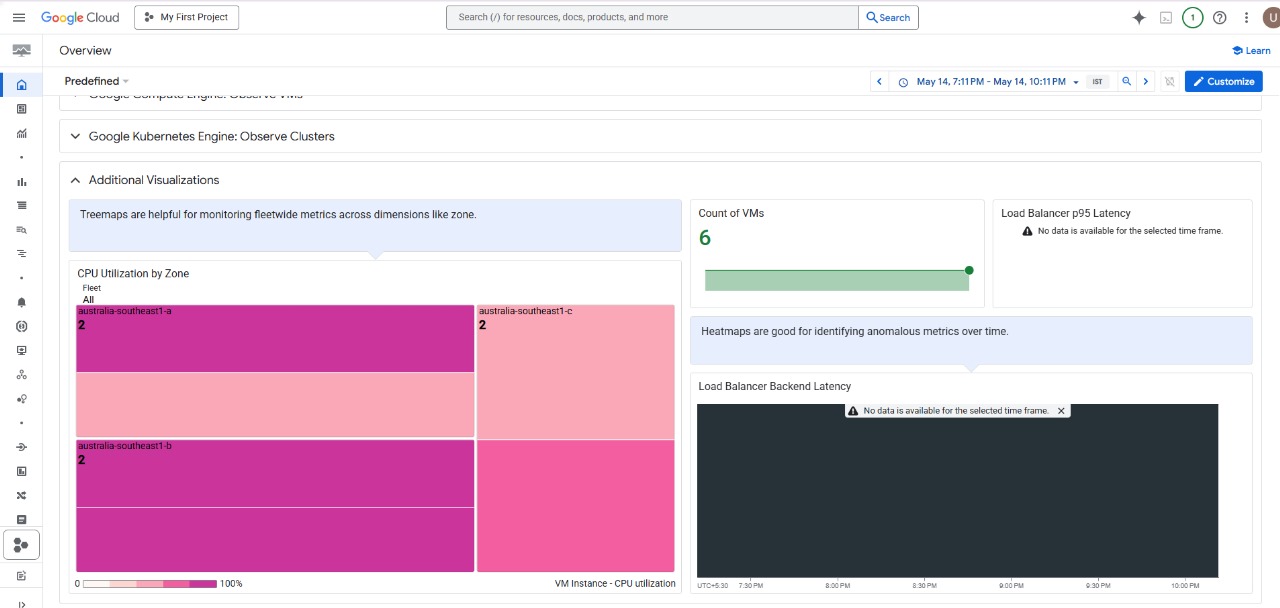 Google Cloud
My First Project
Search (/) for resources, docs, products, and more
Search
1
U
Overview
Learn
Predefined
May 14, 7:11 PM - May 14, 10:11 PM
IST
Customize
Google Compute Engine: Observe VMs
Google Kubernetes Engine: Observe Clusters
Additional Visualizations
Treemaps are helpful for monitoring fleetwide metrics across dimensions like zone.
CPU Utilization by Zone
Fleet
All
australia-southeast1-a
2
australia-southeast1-c
2
australia-southeast1-b
2
0
100%
VM Instance - CPU utilization
Count of VMs
6
Load Balancer p95 Latency
No data is available for the selected time frame.
Heatmaps are good for identifying anomalous metrics over time.
Load Balancer Backend Latency
No data is available for the selected time frame.
UTC+5:30
7:30 PM
8:00 PM
8:30 PM
9:00 PM
9:30 PM
10:00 PM